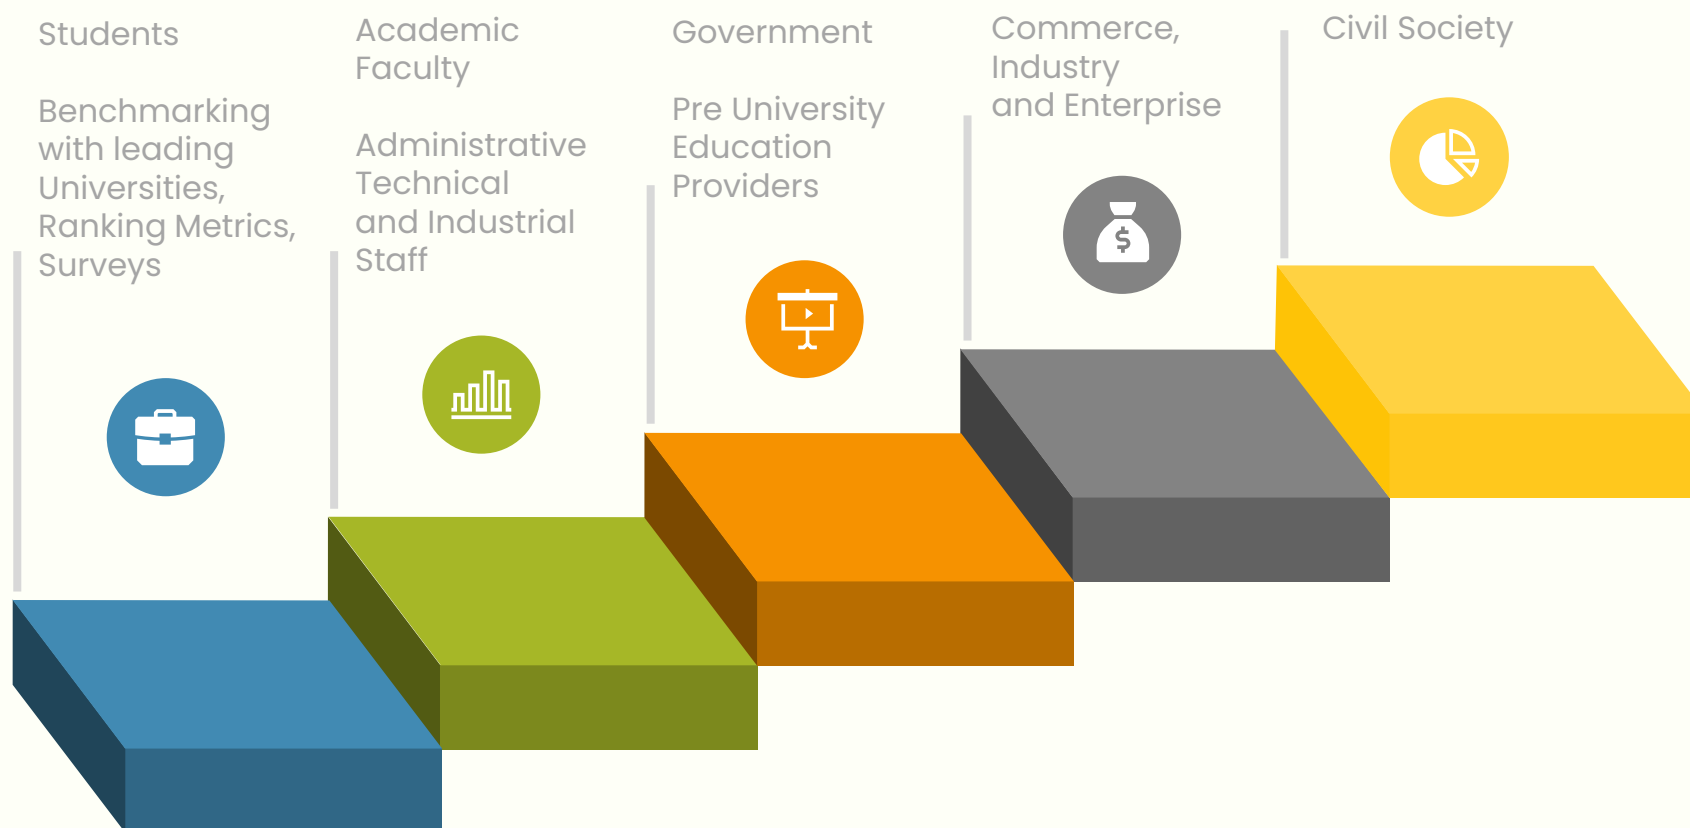 Students
Benchmarking
with leading
Universities,
Ranking Metrics,
Surveys
Academic
Faculty
Administrative
Technical
and Industrial
Staff
Government
Pre University
Education
Providers
Commerce,
Industry
and Enterprise
$
Civil Society